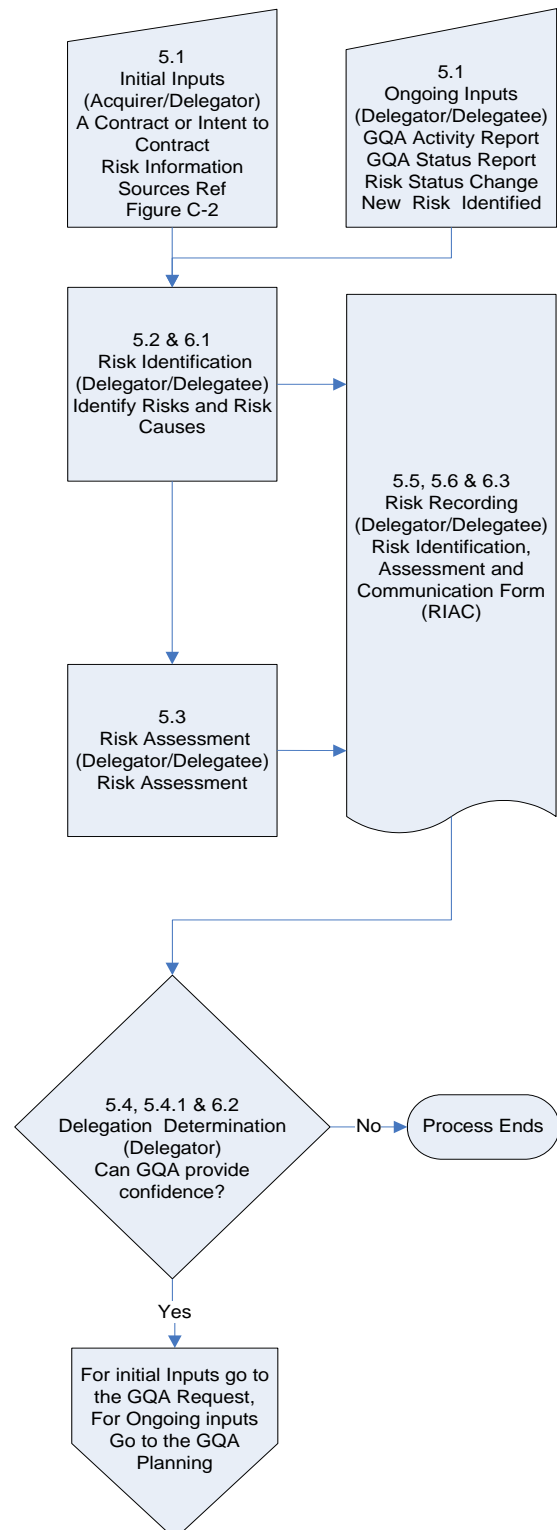 5.1
Initial Inputs
(Acquirer/Delegator)
A Contract or Intent to
Contract
Risk Information
Sources Ref
Figure C-2
5.1
Ongoing Inputs
(Delegator/Delegatee)
GQA Activity Report
GQA Status Report
Risk Status Change
New Risk Identified
5.2 & 6.1
Risk Identification
(Delegator/Delegatee)
Identify Risks and Risk
Causes
5.5, 5.6 & 6.3
Risk Recording
(Delegator/Delegatee)
Risk Identification,
Assessment and
Communication Form
(RIAC)
5.3
Risk Assessment
(Delegator/Delegatee)
Risk Assessment
5.4, 5.4.1 & 6.2
Delegation Determination
(Delegator)
Can GQA provide
confidence?
No
Process Ends
Yes
For initial Inputs go to
the GQA Request,
For Ongoing inputs
Go to the GQA
Planning